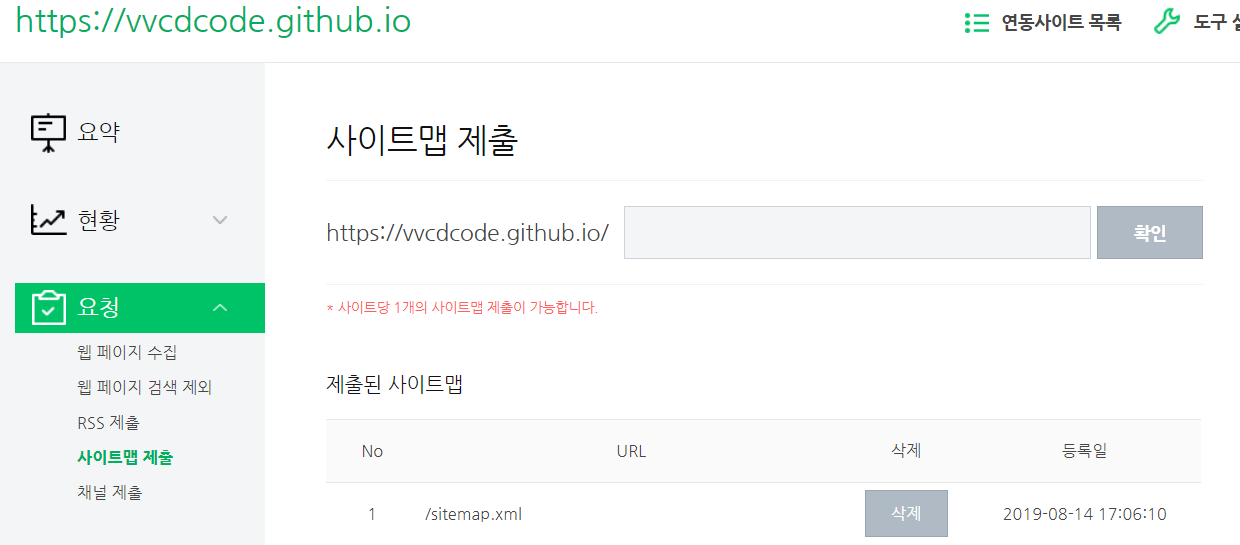 https://vvcdcode.github.io
연동사이트 목록
도구
요약
현황
요청
웹 페이지 수집
웹 페이지 검색 제외
RSS 제출
사이트맵 제출
채널 제출
사이트맵 제출
https://vvcdcode.github.io/
확인
* 사이트당 1개의 사이트맵 제출이 가능합니다.
제출된 사이트맵
No URL 삭제 등록일
1 /sitemap.xml 삭제 2019-08-14 17:06:10